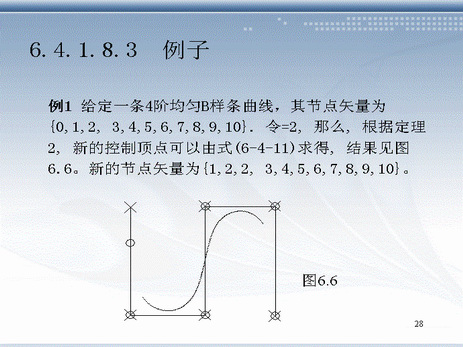 6.4.1.8.3 例子
例1 给定一条4阶均匀B样条曲线，其节点矢量为
{0,1,2, 3,4,5,6,7,8,9,10}. 令=2, 那么, 根据定理
2, 新的控制顶点可以由式(6-4-11)求得, 结果见图
6.6。新的节点矢量为{1,2,2, 3,4,5,6,7,8,9,10}。
图6.6
28